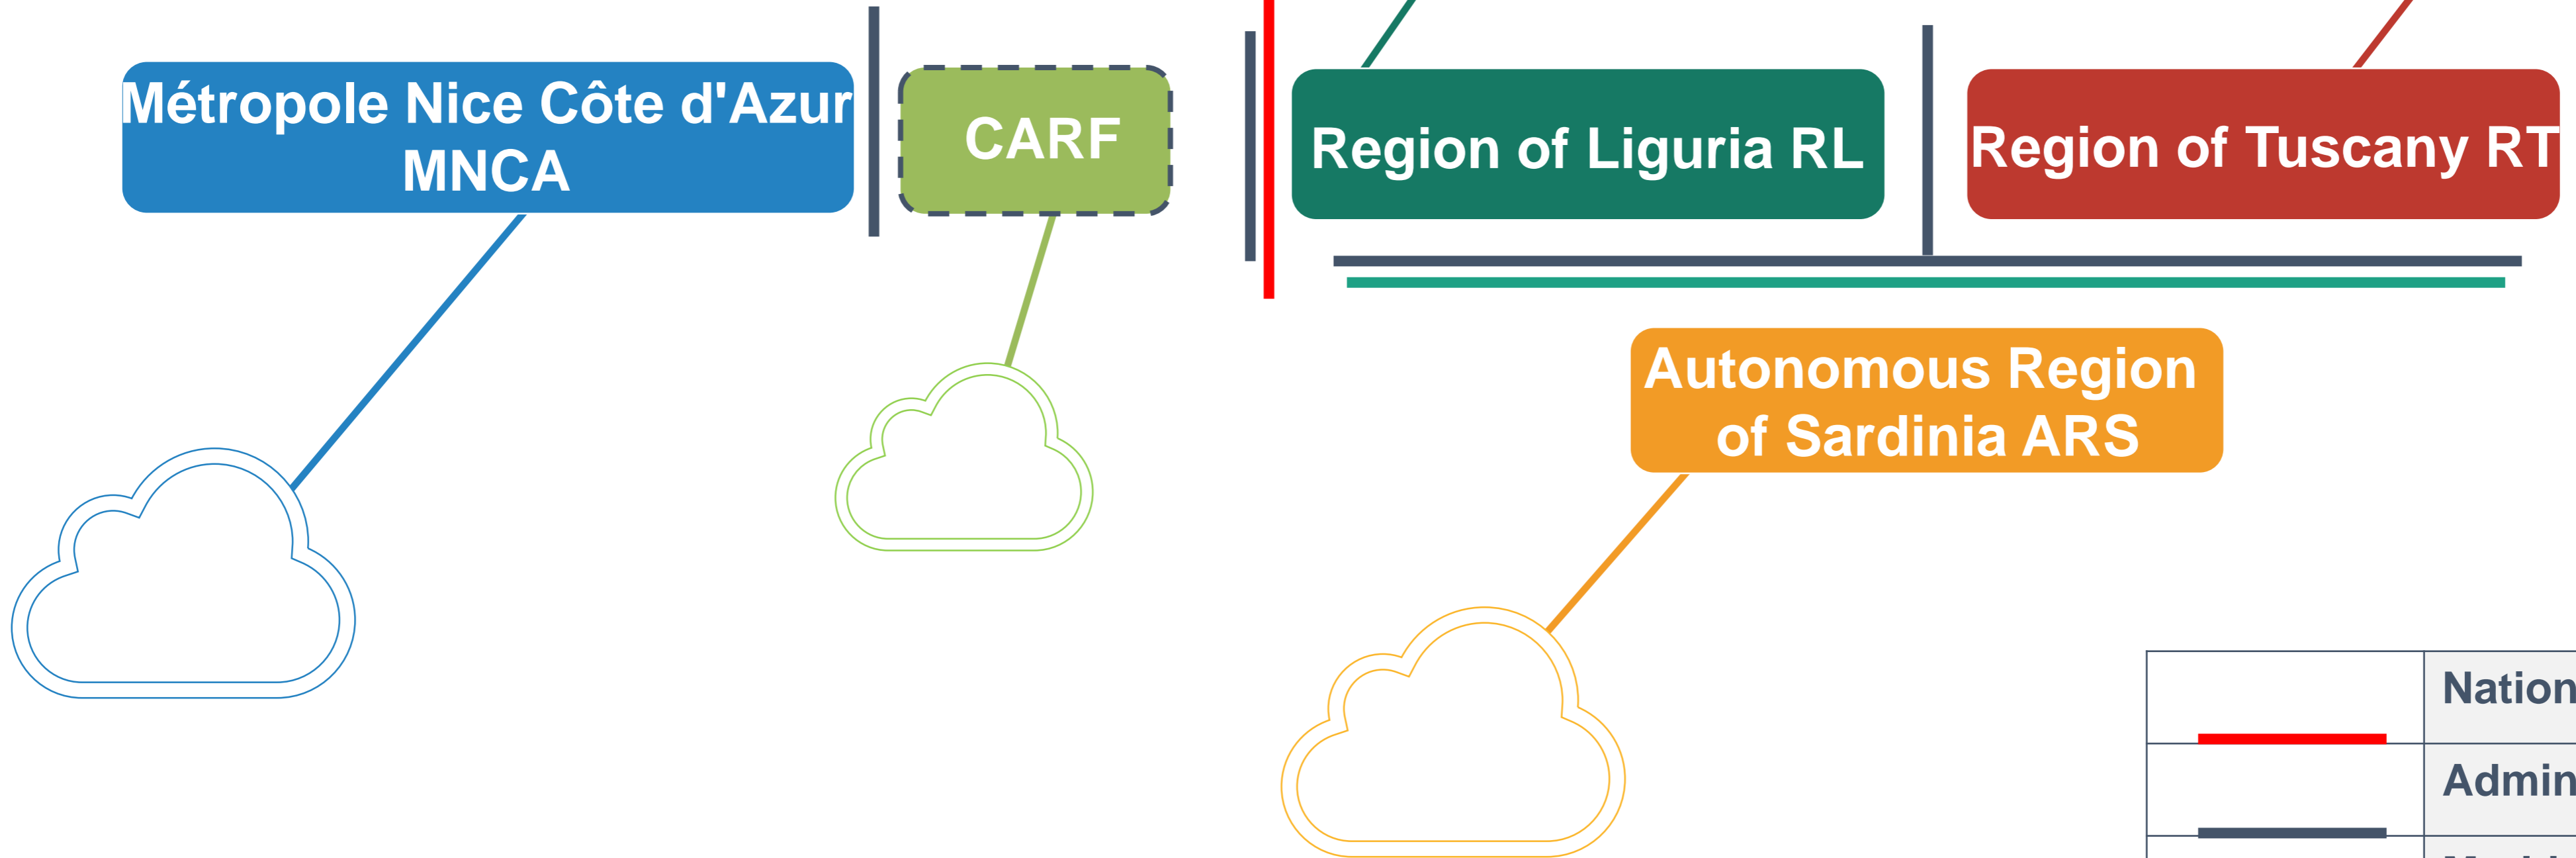 Métropole Nice Côte d'Azur
MNCA
CARF
Region of Liguria RL
Region of Tuscany RT
Autonomous Region
of Sardinia ARS
Nation
Admin